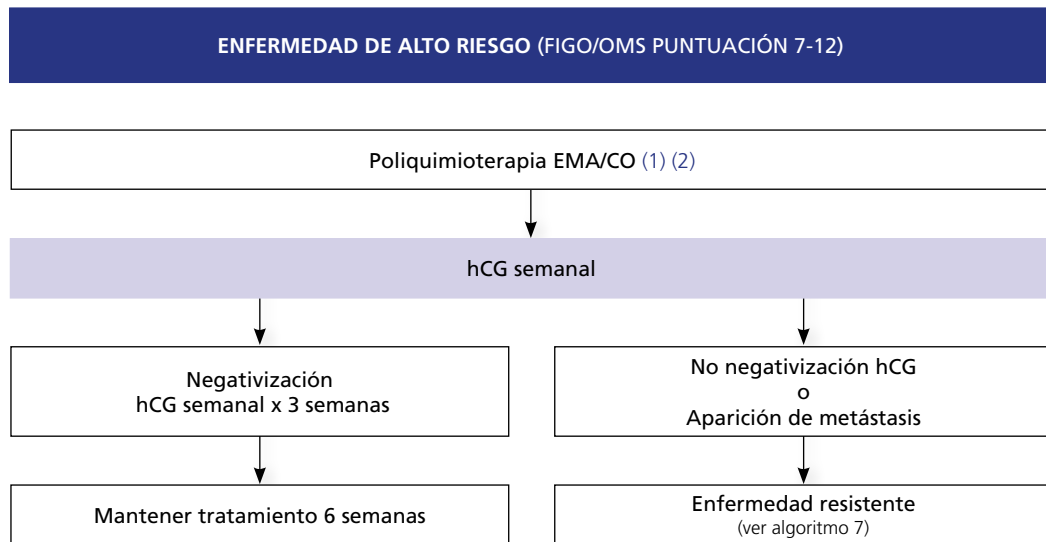 ENFERMEDAD DE ALTO RIESGO (FIGO/OMS PUNTUACIÓN 7-12)
Poliquimioterapia EMA/CO (1) (2)
hCG semanal
Negativización
hCG semanal x 3 semanas
No negativización hCG
o
Aparición de metástasis
Mantener tratamiento 6 semanas
Enfermedad resistente
(ver algoritmo 7)